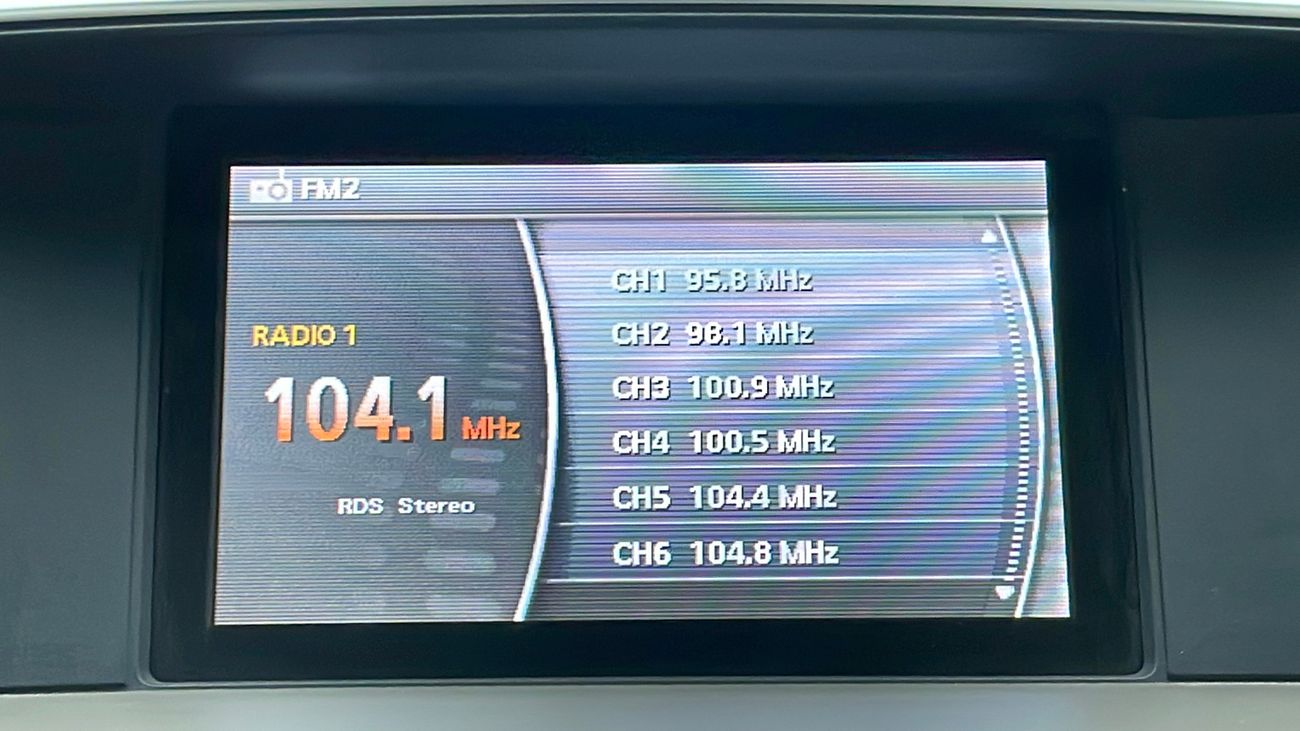 FM2
RADIO 1
104.1 MHz
RDS Stereo
CH1 95.8 MHz
CH2 98.1 MHz
CH3 100.9 MHz
CH4 100.5 MHz
CH5 104.4 MHz
CH6 104.8 MHz